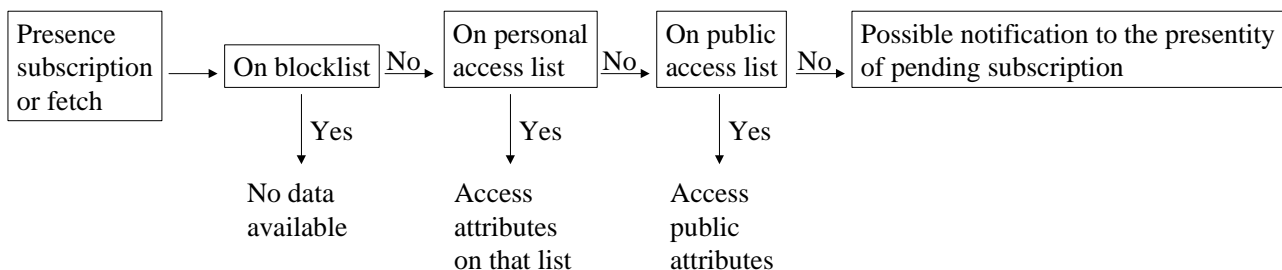 Presence
subscription
or fetch
On blocklist
No
On personal
access list
No
On public
access list
No
Possible notification to the presentity
of pending subscription
Yes
Yes
Yes
No data
available
Access
attributes
on that list
Access
public
attributes